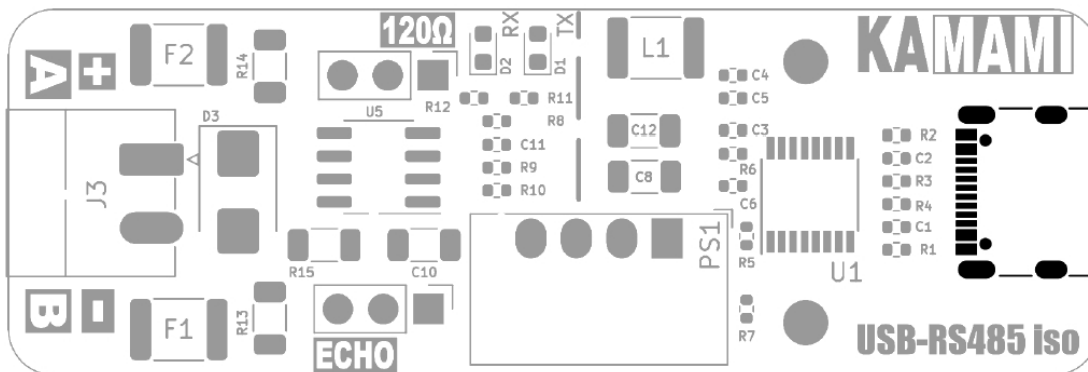 120Ω
RX
TX
KAMAMI
A
+
F2
R14
D2
D1
L1
C4
R12
R11
C5
D3
U5
R8
C12
C3
R2
C11
R6
C2
J3
R9
C8
R3
R10
C6
R4
C1
PS1
R5
R1
R15
C10
U1
B
-
F1
R13
R7
ECHO
USB-RS485 iso